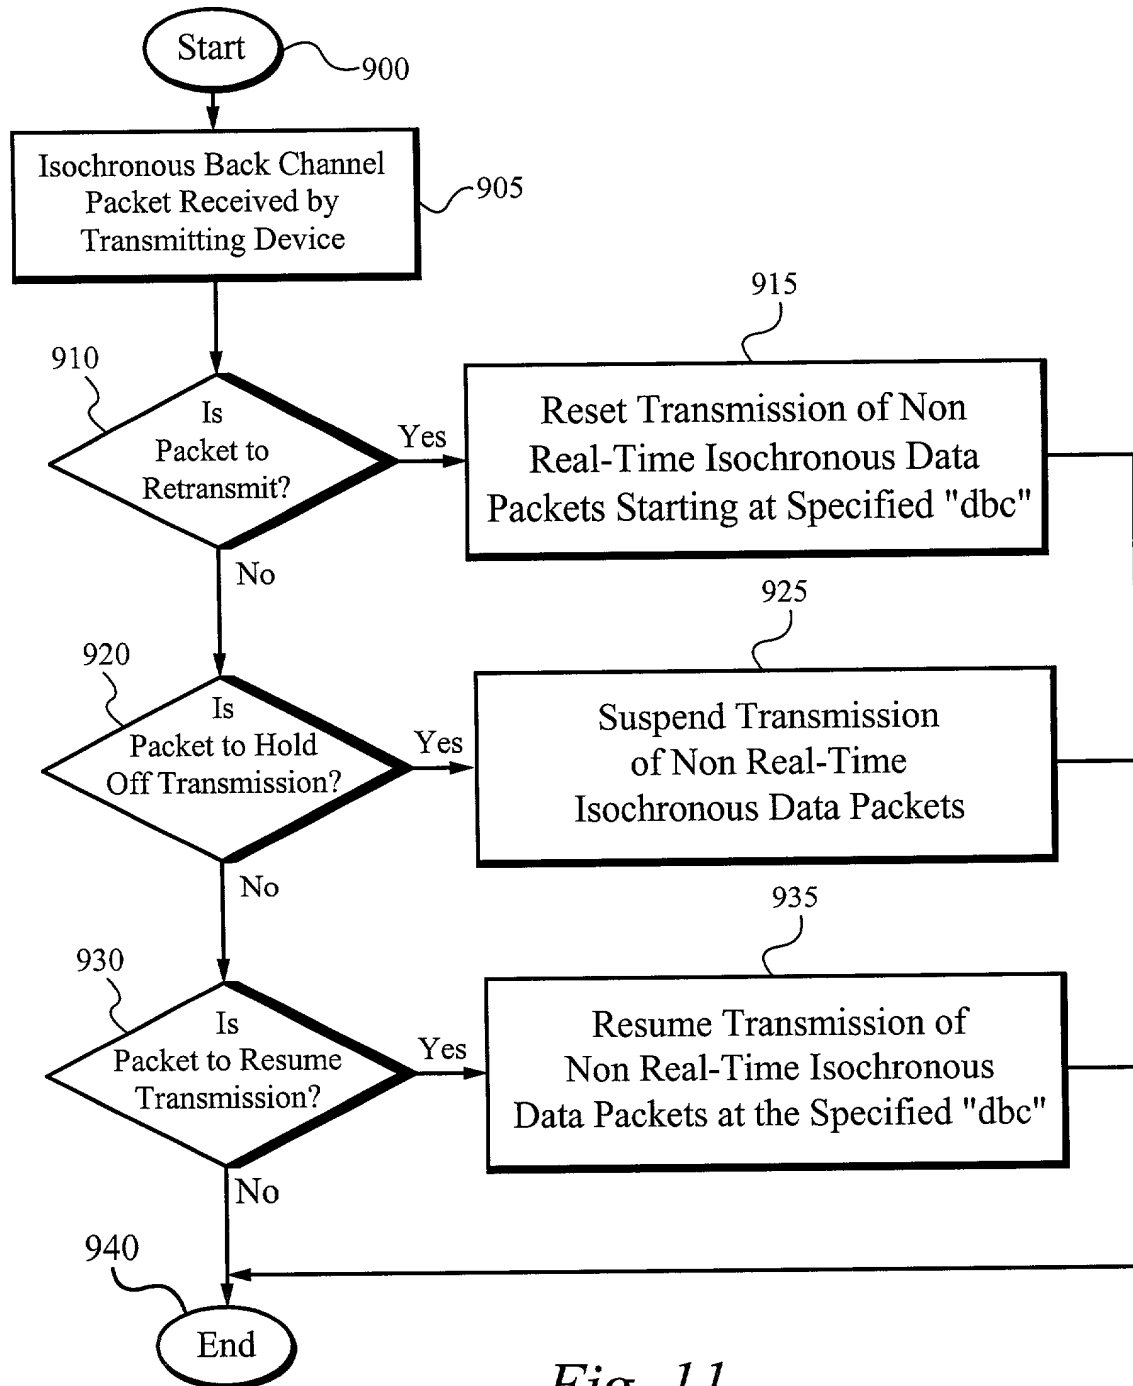 Start
900
Isochronous Back Channel
Packet Received by
Transmitting Device
905
910
Is
Packet to
Retransmit?
Yes
No
915
Reset Transmission of Non
Real-Time Isochronous Data
Packets Starting at Specified "dbc"
920
Is
Packet to Hold
Off Transmission?
Yes
No
925
Suspend Transmission
of Non Real-Time
Isochronous Data Packets
930
Is
Packet to Resume
Transmission?
Yes
No
935
Resume Transmission of
Non Real-Time Isochronous
Data Packets at the Specified "dbc"
940
End
Fig. 11